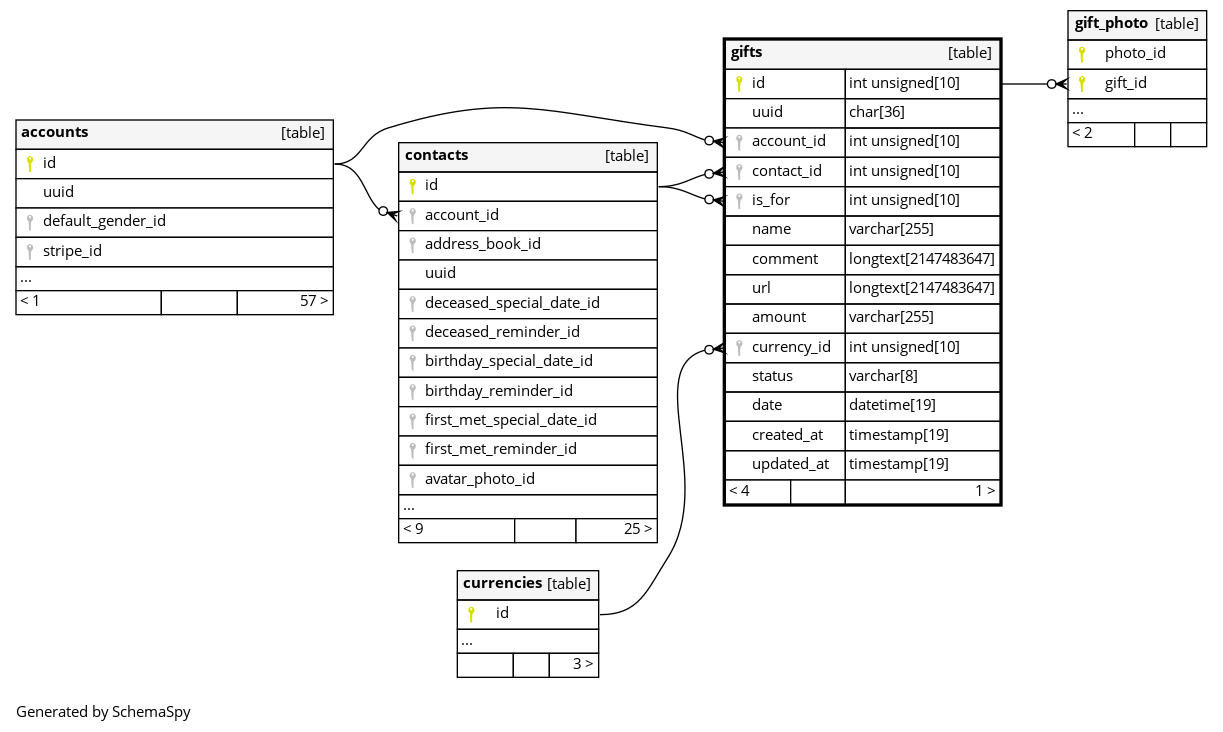 accounts [table]
id
uuid
default_gender_id
stripe_id
...
< 1 57 >
contacts [table]
id
account_id
address_book_id
uuid
deceased_special_date_id
deceased_reminder_id
birthday_special_date_id
birthday_reminder_id
first_met_special_date_id
first_met_reminder_id
avatar_photo_id
...
< 9 25 >
currencies [table]
id
...
3 >
gifts [table]
id int unsigned[10]
uuid char[36]
account_id int unsigned[10]
contact_id int unsigned[10]
is_for int unsigned[10]
name varchar[255]
comment longtext[2147483647]
url longtext[2147483647]
amount varchar[255]
currency_id int unsigned[10]
status varchar[8]
date datetime[19]
created_at timestamp[19]
updated_at timestamp[19]
< 4 1 >
gift_photo [table]
photo_id
gift_id
...
< 2
Generated by SchemaSpy